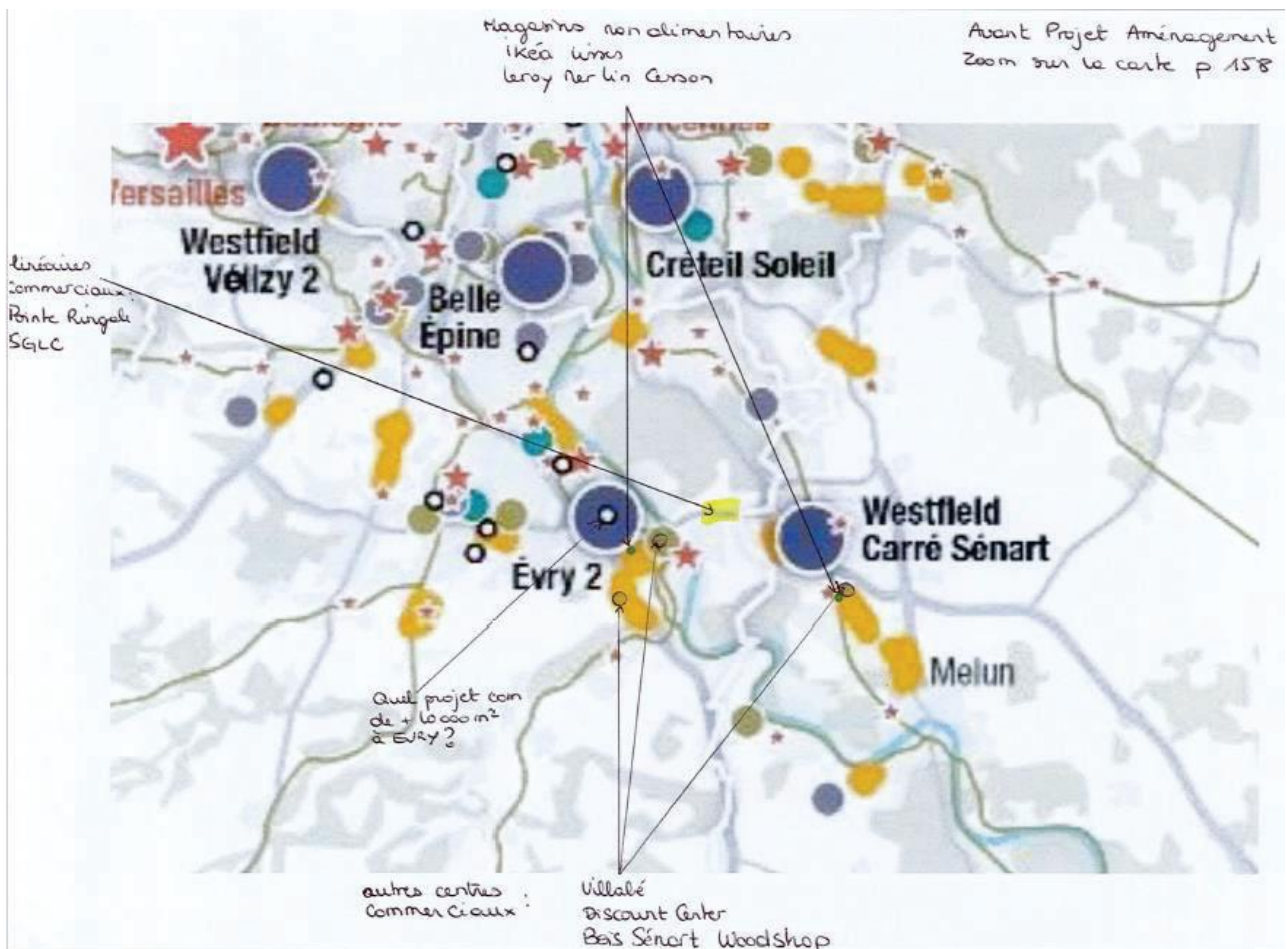 Magasins non alimentaires
IKéa Lisses
Leroy Merlin Cesson
Avant Projet Aménagement
Zoom sur la carte p 158
Versailles
Westfield
Vélizy 2
Belle
Épine
Créteil Soleil
linéaires
Commerciaux:
Pointe Ringale
SGLC
Évry 2
Westfield
Carré Sénart
Melun
Quel projet com
de + 10 000 m²
à EVRY ?
autres centres :
Commerciaux :
Villabé
Discount Center
Bois Sénart Woodshop